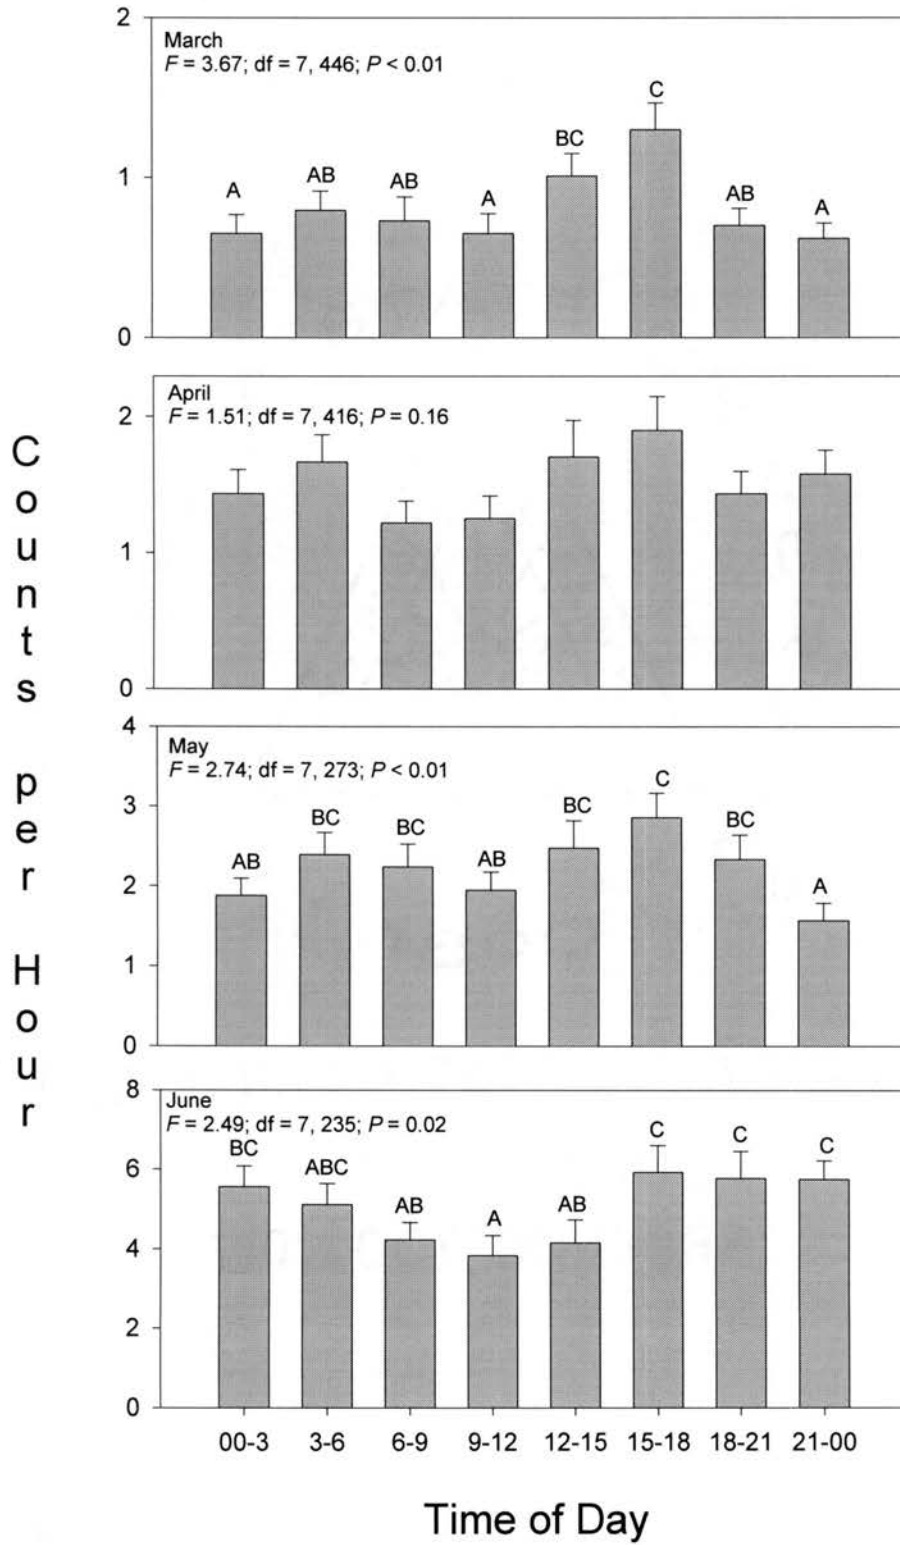 Counts per Hour
2
1
0
March
F = 3.67; df = 7, 446; P < 0.01
A
AB
AB
A
BC
C
AB
A
2
1
0
April
F = 1.51; df = 7, 416; P = 0.16
4
3
2
1
0
May
F = 2.74; df = 7, 273; P < 0.01
AB
BC
BC
AB
BC
C
BC
A
8
6
4
2
0
June
F = 2.49; df = 7, 235; P = 0.02
BC
ABC
AB
A
AB
C
C
C
00-3 3-6 6-9 9-12 12-15 15-18 18-21 21-00
Time of Day